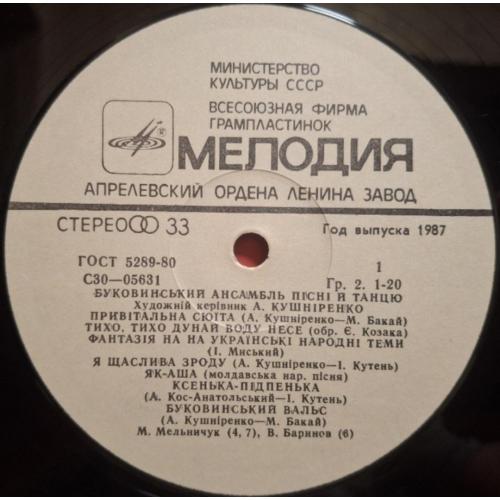 МИНИСТЕРСТВО
КУЛЬТУРЫ СССР
ВСЕСОЮЗНАЯ ФИРМА
ГРАМПЛАСТИНОК
®
МЕЛОДИЯ
АПРЕЛЕВСКИЙ ОРДЕНА ЛЕНИНА ЗАВОД
СТЕРЕО 33
Год выпуска 1987
ГОСТ 5289-80
1
С30—05631
Гр. 2. 1-20
БУКОВИНСЬКИЙ АНСАМБЛЬ ПІСНІ Й ТАНЦЮ
Художній керівник А. КУШНІРЕНКО
ПРИВІТАЛЬНА СЮЇТА (А. Кушніренко—М. Бакай)
ТИХО, ТИХО ДУНАЙ ВОДУ НЕСЕ (обр. Є. Козака)
ФАНТАЗІЯ НА НА УКРАЇНСЬКІ НАРОДНІ ТЕМИ
(І. Миський)
Я ЩАСЛИВА ЗРОДУ (А. Кушніренко—І. Кутень)
ЯК-АША (молдавська нар. пісня)
КСЕНЬКА-ПІДПЕНЬКА
(А. Кос-Анатольський—І. Кутень)
БУКОВИНСЬКИЙ ВАЛЬС
(А. Кушніренко—М. Бакай)
М. Мельничук (4, 7), В. Баринов (6)